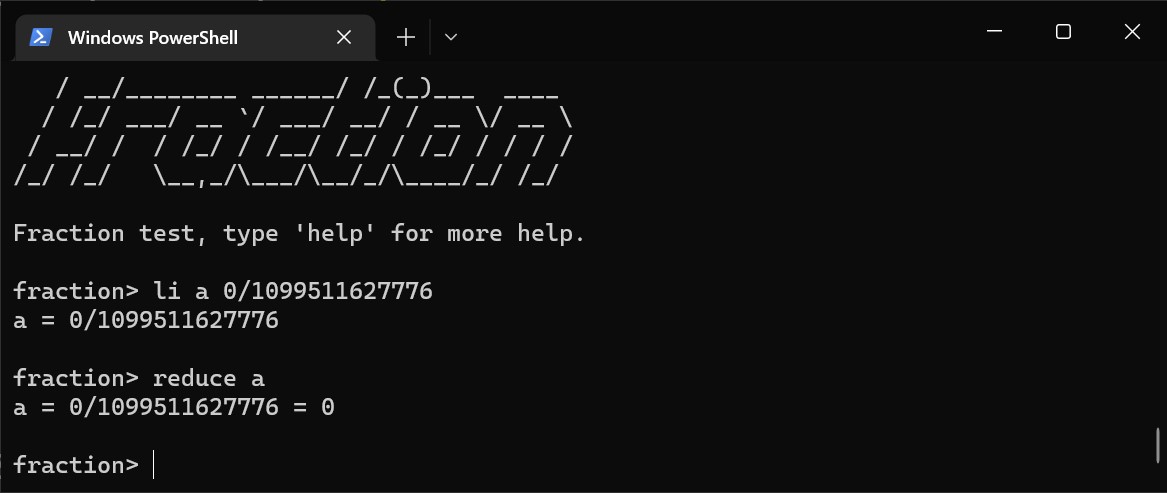 Windows PowerShell
   / __/________ ______/ /_(_)___  ____
  / /_/ ___/ __ `/ ___/ __/ / __ \/ __ \
 / __/ /  / /_/ / /__/ /_/ / /_/ / / / /
/_/ /_/   \__,_/\___/\__/_/\____/_/ /_/
Fraction test, type 'help' for more help.
fraction> li a 0/1099511627776
a = 0/1099511627776
fraction> reduce a
a = 0/1099511627776 = 0
fraction>